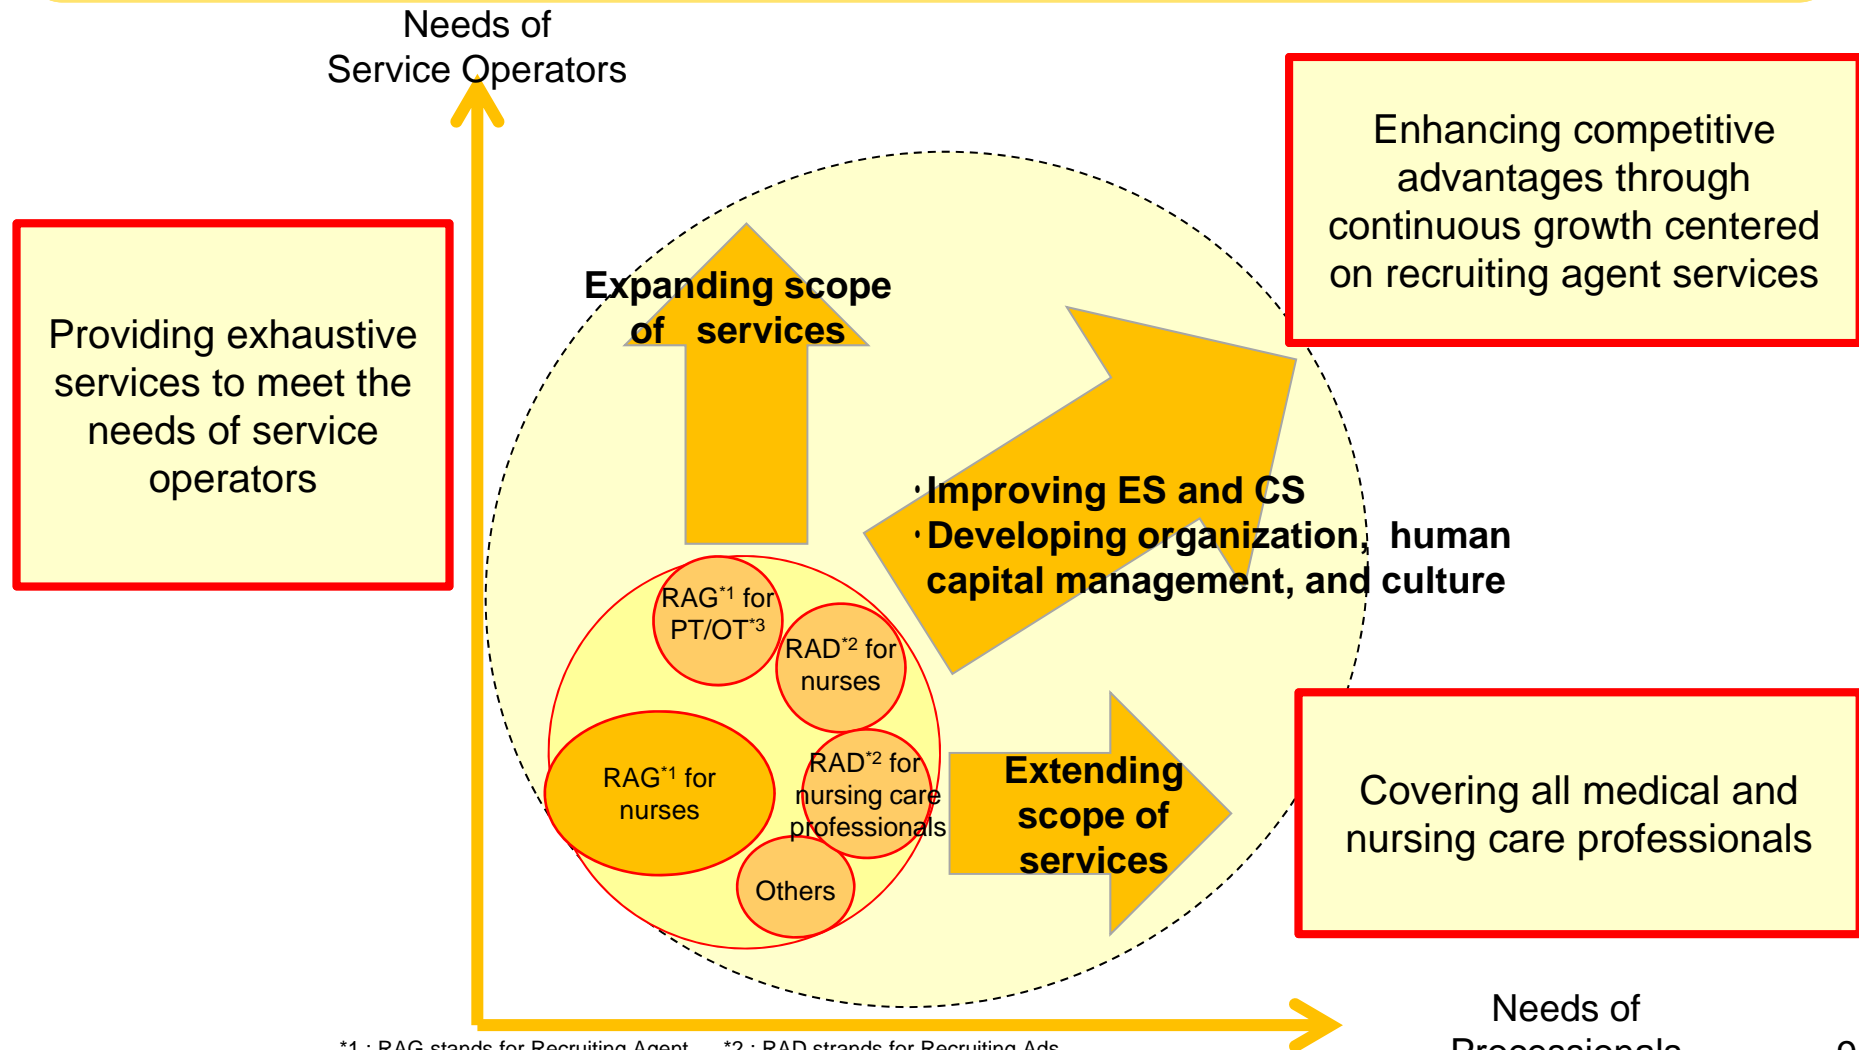 Needs of
Service Operators
Enhancing competitive
advantages through
continuous growth centered
on recruiting agent services
Providing exhaustive
services to meet the
needs of service
operators
Expanding scope
of services
・Improving ES and CS
・Developing organization, human
capital management, and culture
RAG*1 for
PT/OT*3
RAD*2 for
nurses
RAG*1 for
nurses
RAD*2 for
nursing care
professionals
Others
Extending
scope of
services
Covering all medical and
nursing care professionals
Needs of
Processionals
*1 : RAG stands for Recruiting Agent *2 : RAD strands for Recruiting Ads